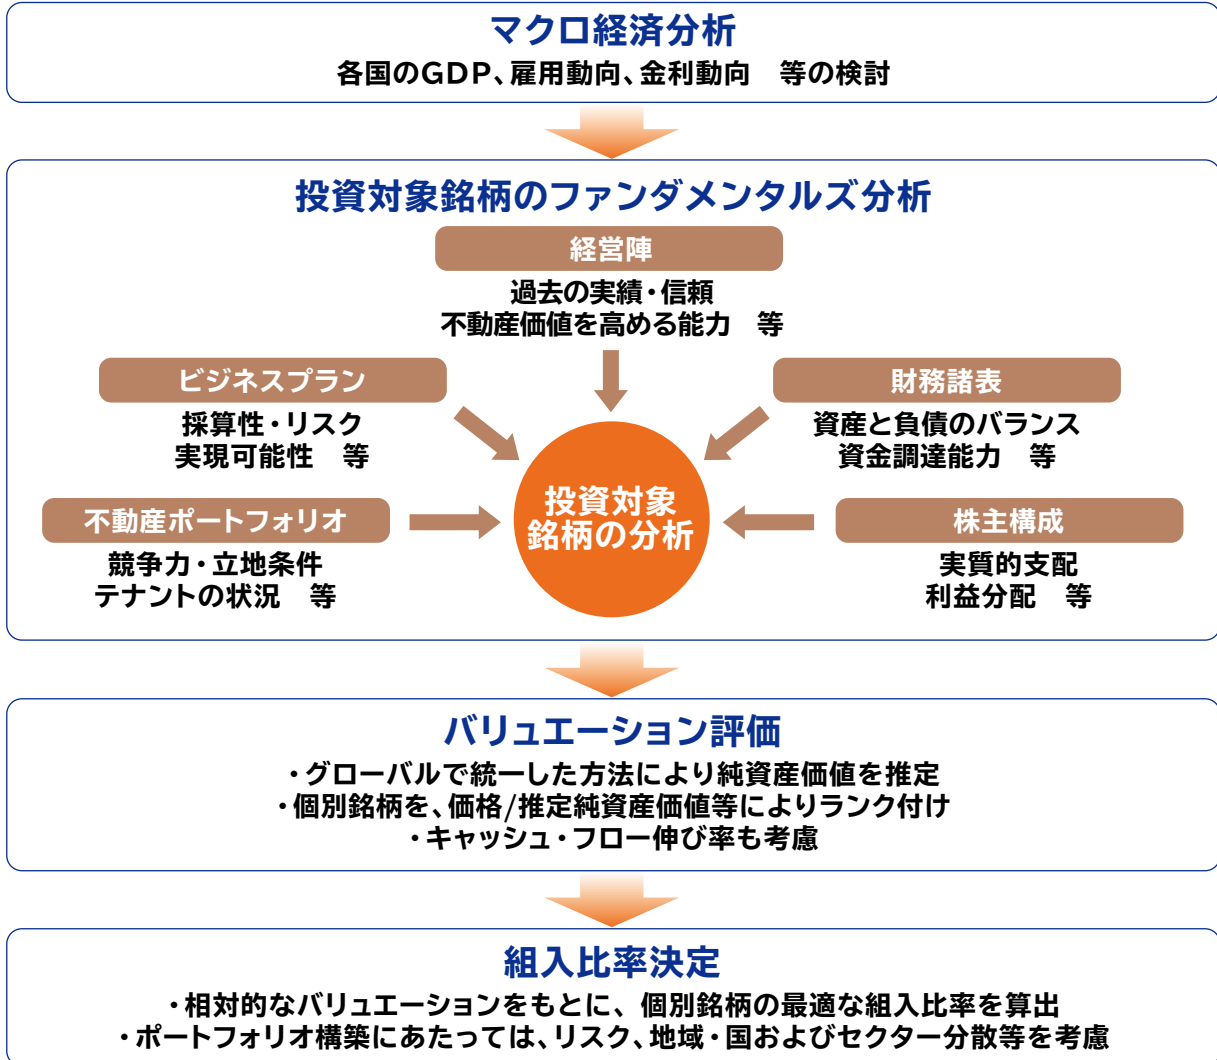 マクロ経済分析
各国のGDP、雇用動向、金利動向　等の検討
投資対象銘柄のファンダメンタルズ分析
経営陣
過去の実績・信頼
不動産価値を高める能力　等
ビジネスプラン
採算性・リスク
実現可能性　等
財務諸表
資産と負債のバランス
資金調達能力　等
不動産ポートフォリオ
競争力・立地条件
テナントの状況　等
投資対象
銘柄の分析
株主構成
実質的支配
利益分配　等
バリュエーション評価
・グローバルで統一した方法により純資産価値を推定
・個別銘柄を、価格/推定純資産価値等によりランク付け
・キャッシュ・フロー伸び率も考慮
組入比率決定
・相対的なバリュエーションをもとに、個別銘柄の最適な組入比率を算出
・ポートフォリオ構築にあたっては、リスク、地域・国およびセクター分散等を考慮